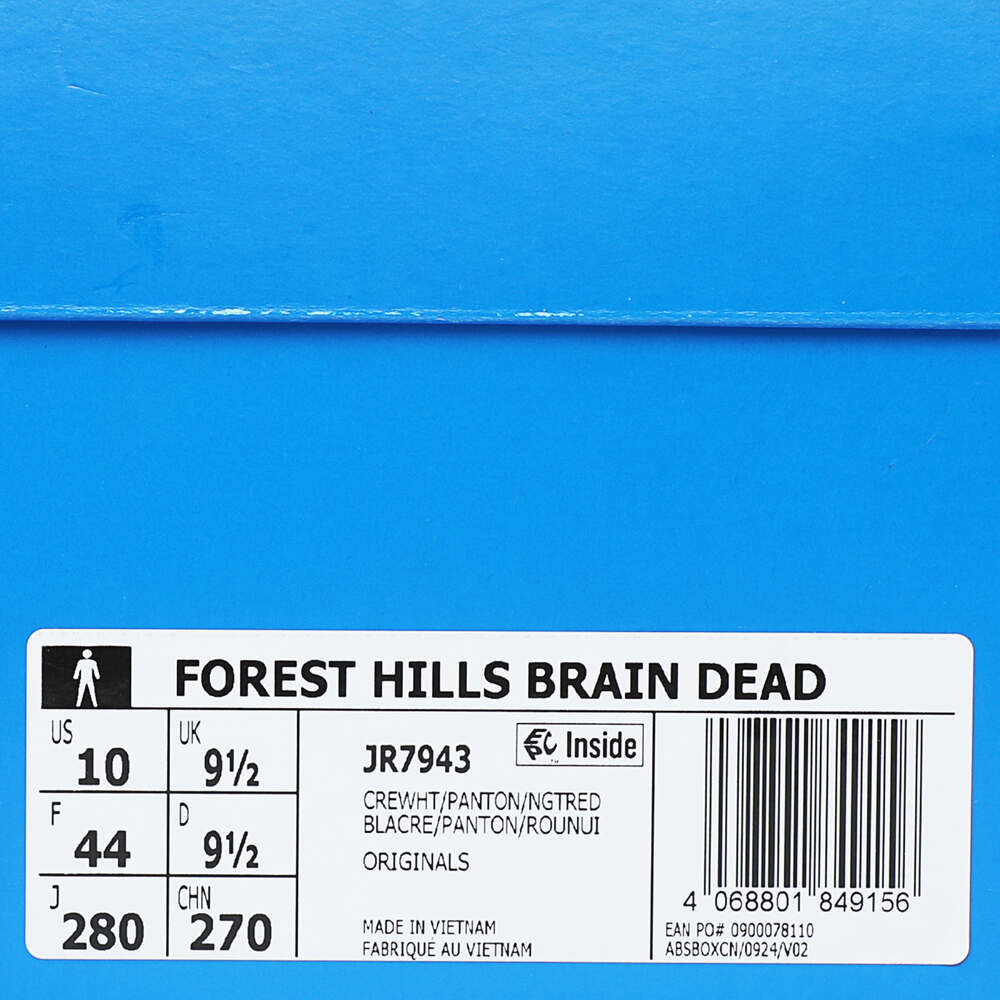 FOREST HILLS BRAIN DEAD
US 10
UK 9½
F 44
D 9½
J 280
CHN 270
JR7943
EPC Inside
™
CREWHT/PANTON/NGTRED
BLACRE/PANTON/ROUNUI
ORIGINALS
MADE IN VIETNAM
FABRIQUÉ AU VIETNAM
4 068801 849156
EAN PO# 0900078110
ABSBOXCN/0924/V02